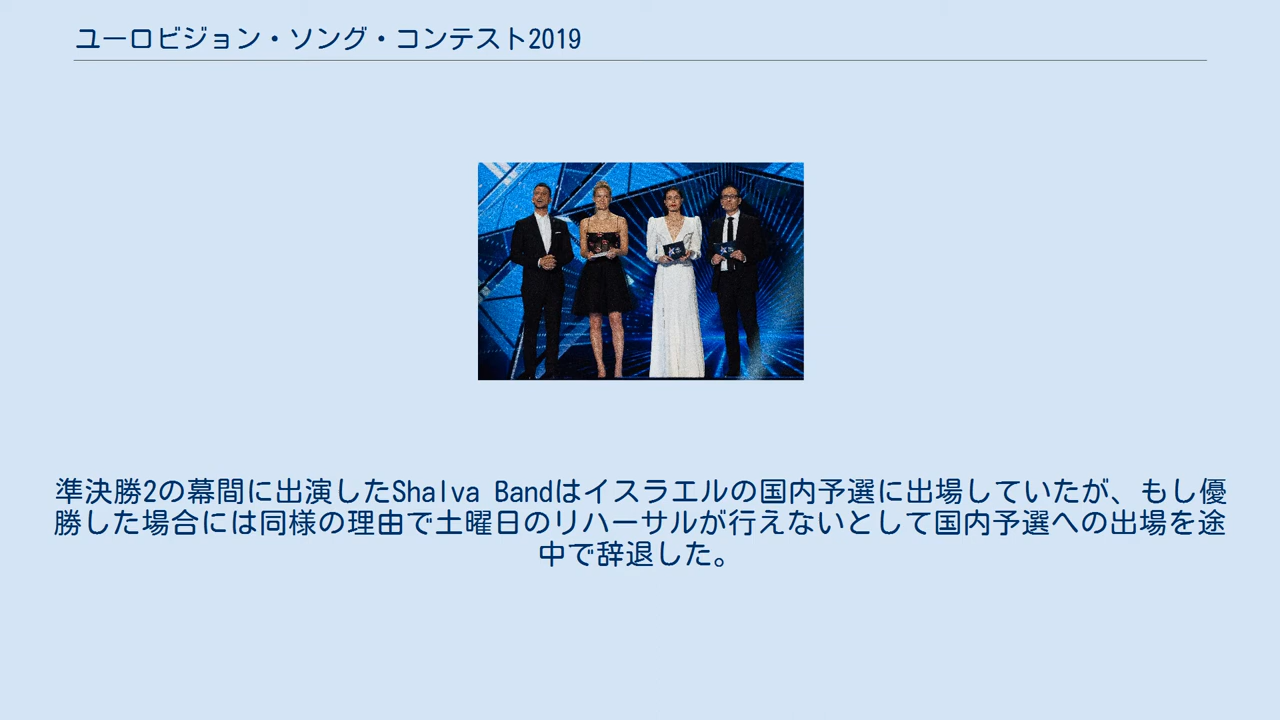 ユーロビジョン・ソング・コンテスト2019
準決勝2の幕間に出演したShalva Bandはイスラエルの国内予選に出場していたが、もし優
勝した場合には同様の理由で土曜日のリハーサルが行えないとして国内予選への出場を途
中で辞退した。